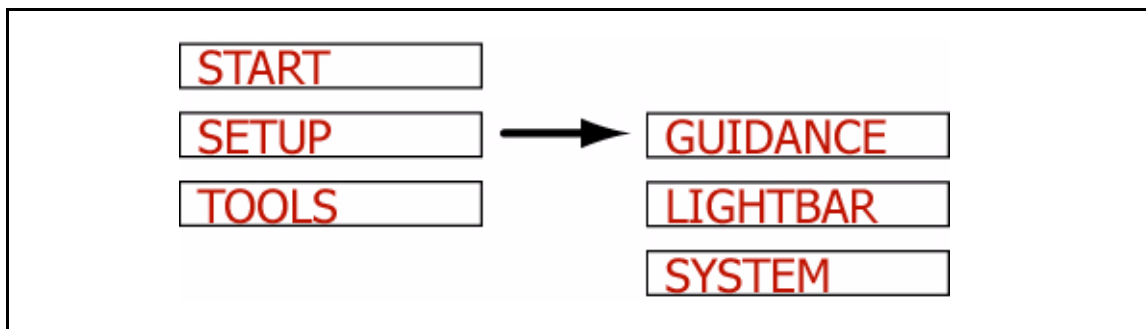 START
SETUP
TOOLS
GUIDANCE
LIGHTBAR
SYSTEM